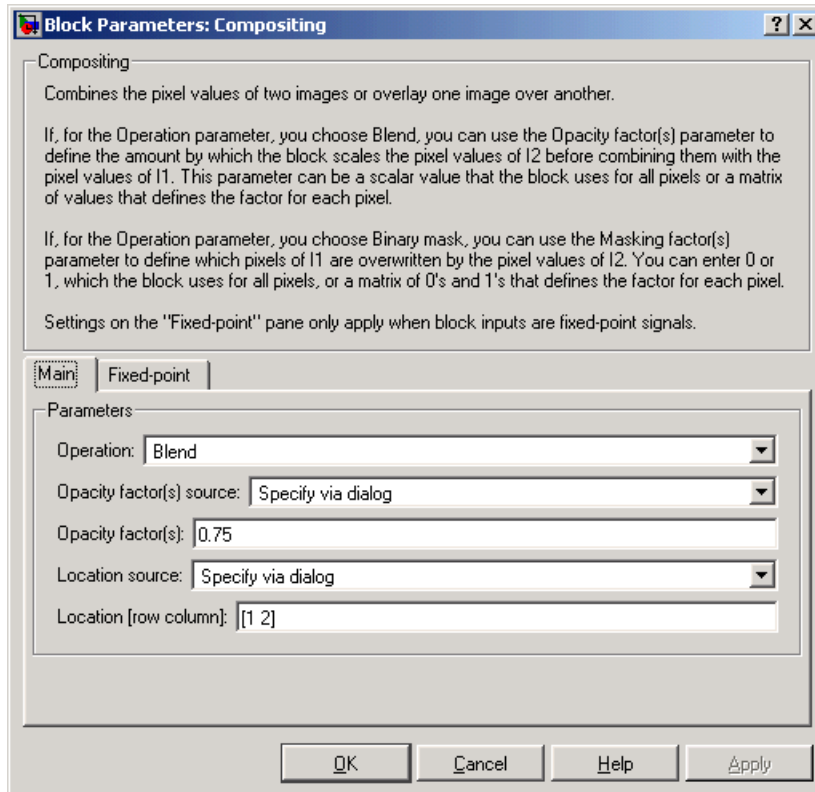 Block Parameters: Compositing
Compositing
Combines the pixel values of two images or overlay one image over another.
If, for the Operation parameter, you choose Blend, you can use the Opacity factor(s) parameter to
define the amount by which the block scales the pixel values of I2 before combining them with the
pixel values of I1. This parameter can be a scalar value that the block uses for all pixels or a matrix
of values that defines the factor for each pixel.
If, for the Operation parameter, you choose Binary mask, you can use the Masking factor(s)
parameter to define which pixels of I1 are overwritten by the pixel values of I2. You can enter 0 or
1, which the block uses for all pixels, or a matrix of 0's and 1's that defines the factor for each pixel.
Settings on the "Fixed-point" pane only apply when block inputs are fixed-point signals.
Main Fixed-point
Parameters
Operation: Blend
Opacity factor(s) source: Specify via dialog
Opacity factor(s): 0.75
Location source: Specify via dialog
Location [row column]: [1 2]
OK Cancel Help Apply